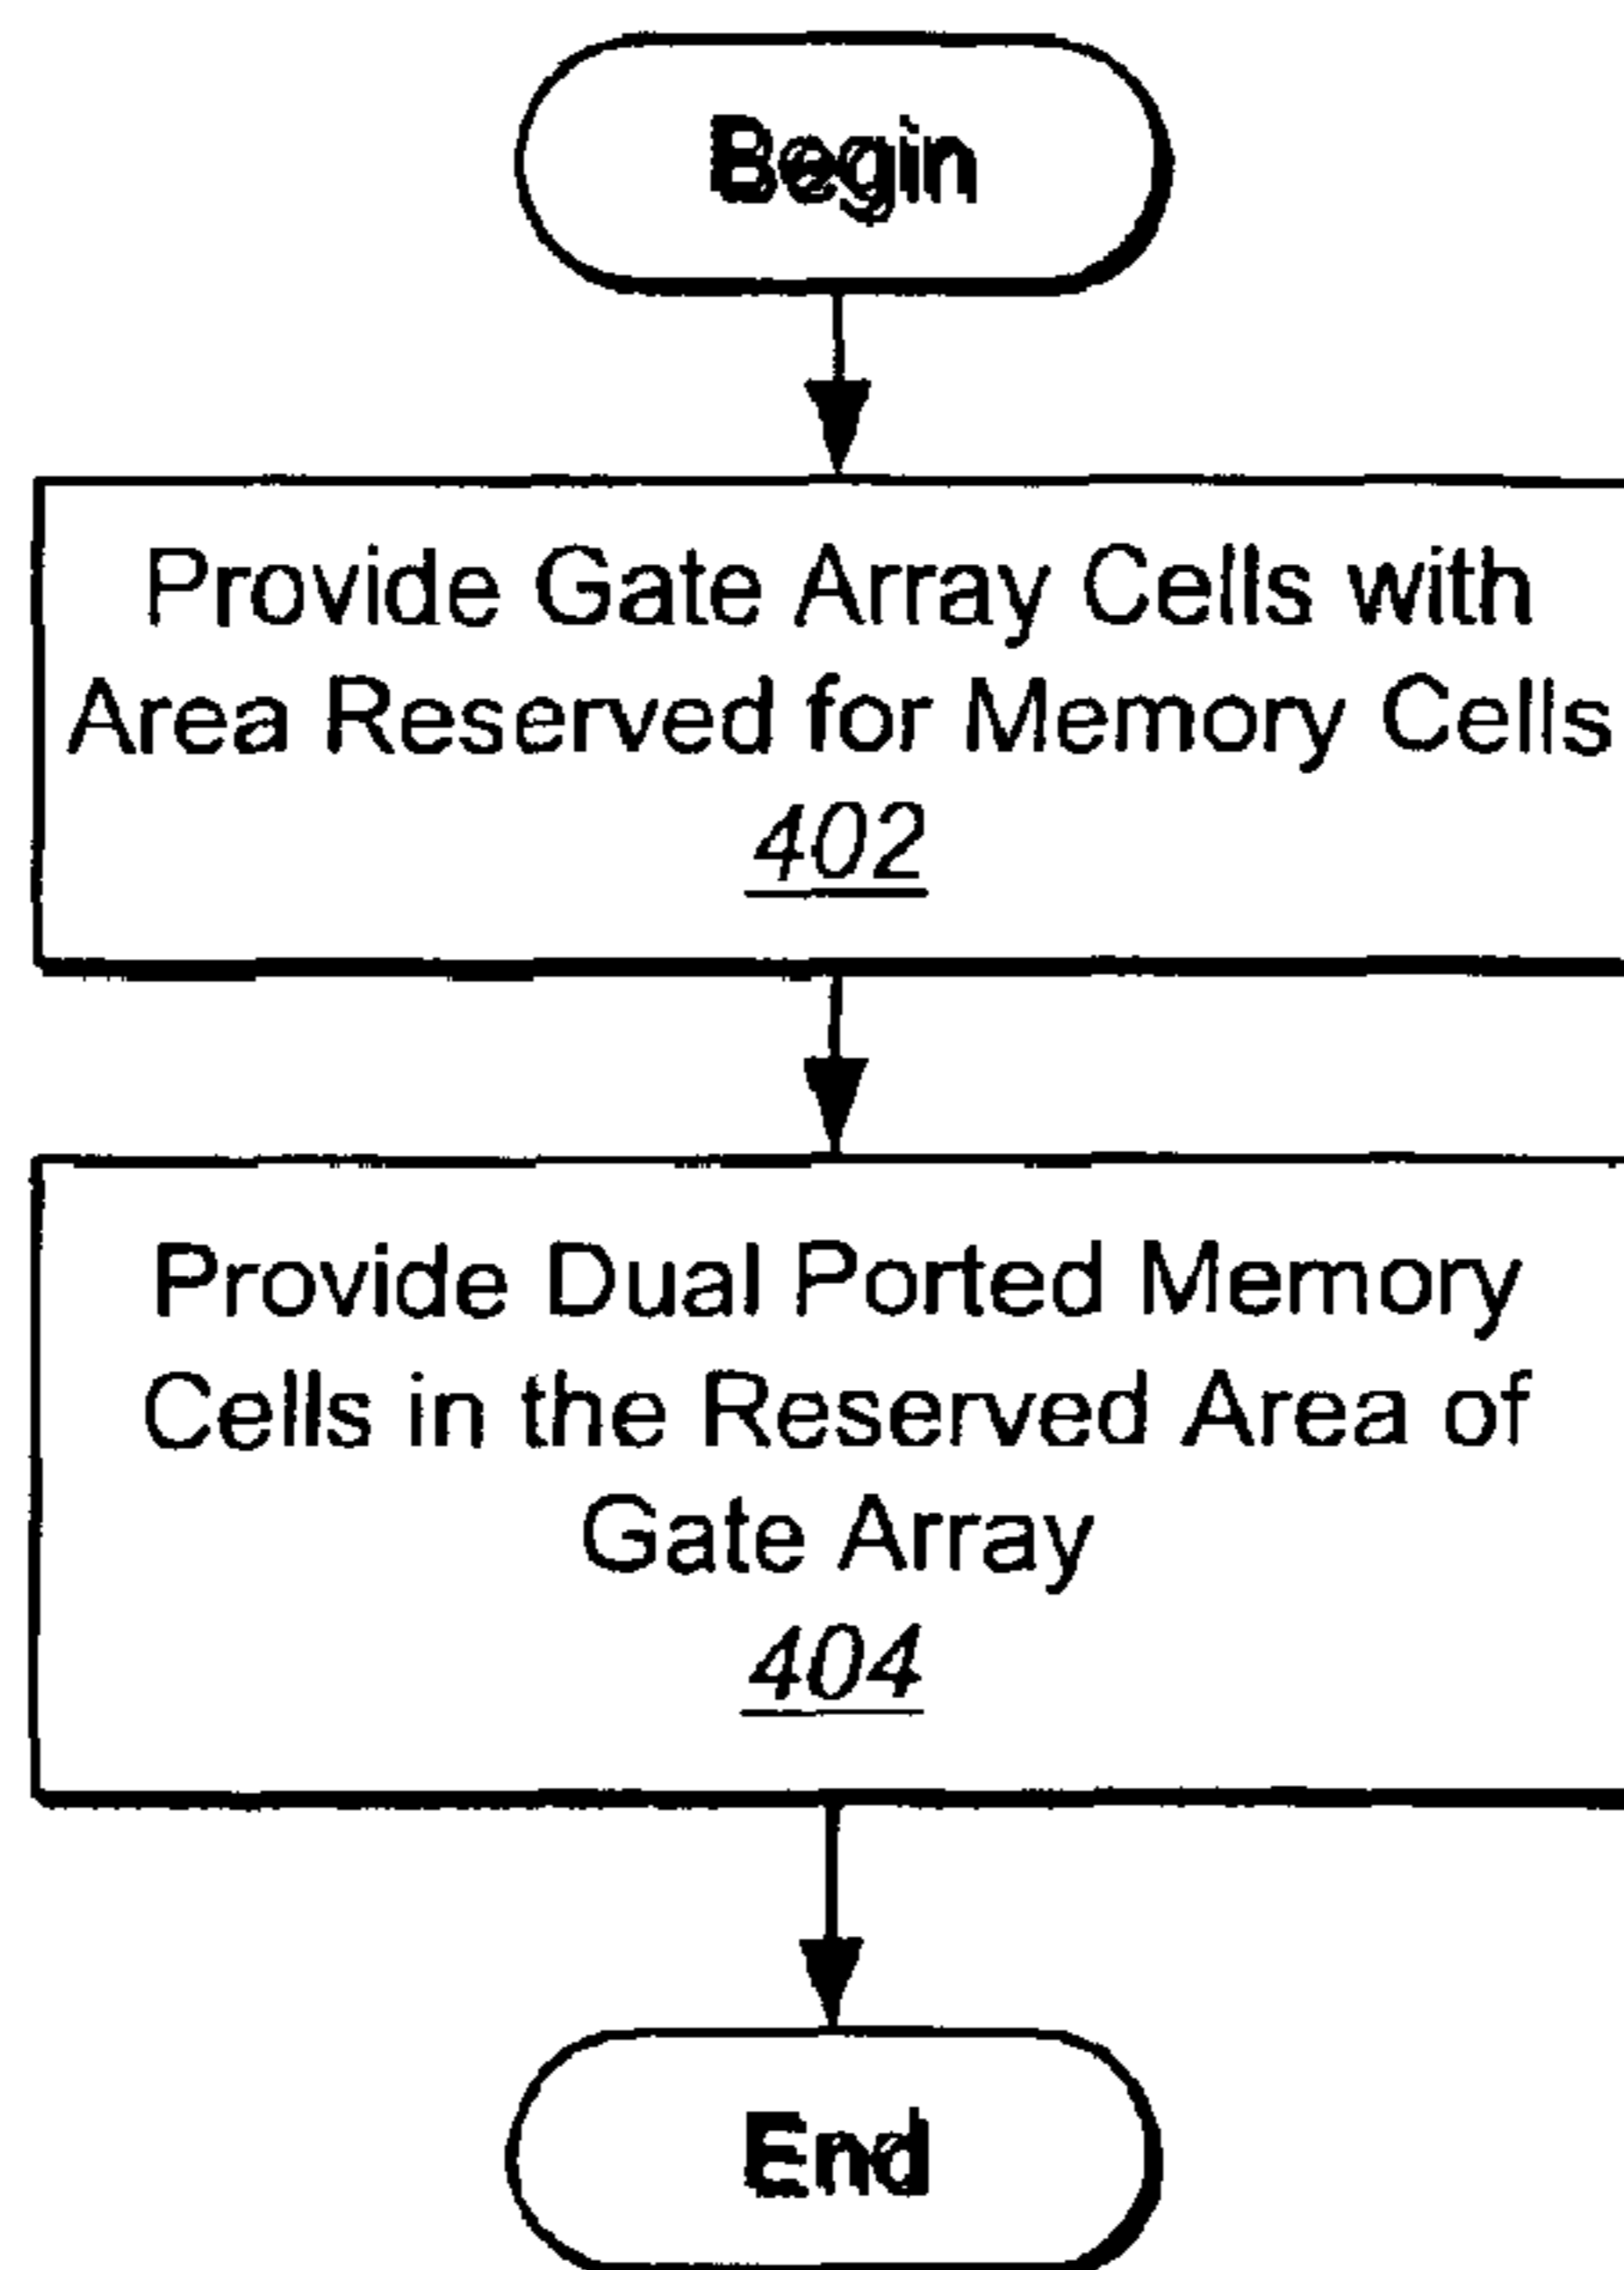 Begin
Provide Gate Array Cells with
Area Reserved for Memory Cells
402
Provide Dual Ported Memory
Cells in the Reserved Area of
Gate Array
404
End